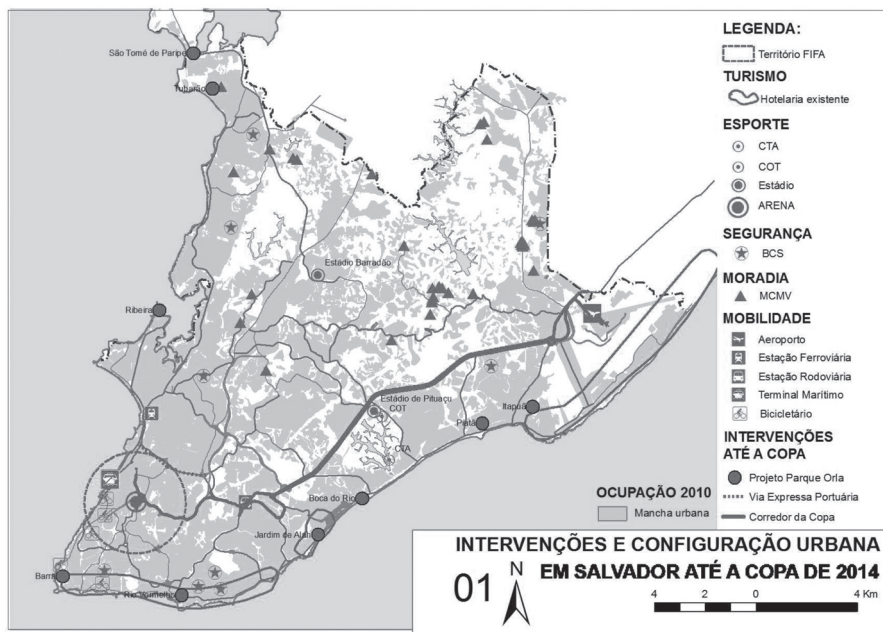 São Tomé de Paripe
Tubarão
Estádio Barradão
Ribeira
Estádio de Pituaçu
COT
CTA
Piatã
Itapuã
Boca do Rio
Jardim de Alah
Barra
Rio Vermelho
LEGENDA:
Território FIFA
TURISMO
Hotelaria existente
ESPORTE
CTA
COT
Estádio
ARENA
SEGURANÇA
BCS
MORADIA
MCMV
MOBILIDADE
Aeroporto
Estação Ferroviária
Estação Rodoviária
Terminal Marítimo
Bicicletário
INTERVENÇÕES
ATÉ A COPA
Projeto Parque Orla
Via Expressa Portuária
Corredor da Copa
OCUPAÇÃO 2010
Mancha urbana
INTERVENÇÕES E CONFIGURAÇÃO URBANA
EM SALVADOR ATÉ A COPA DE 2014
01
N
4 2 0 4 Km